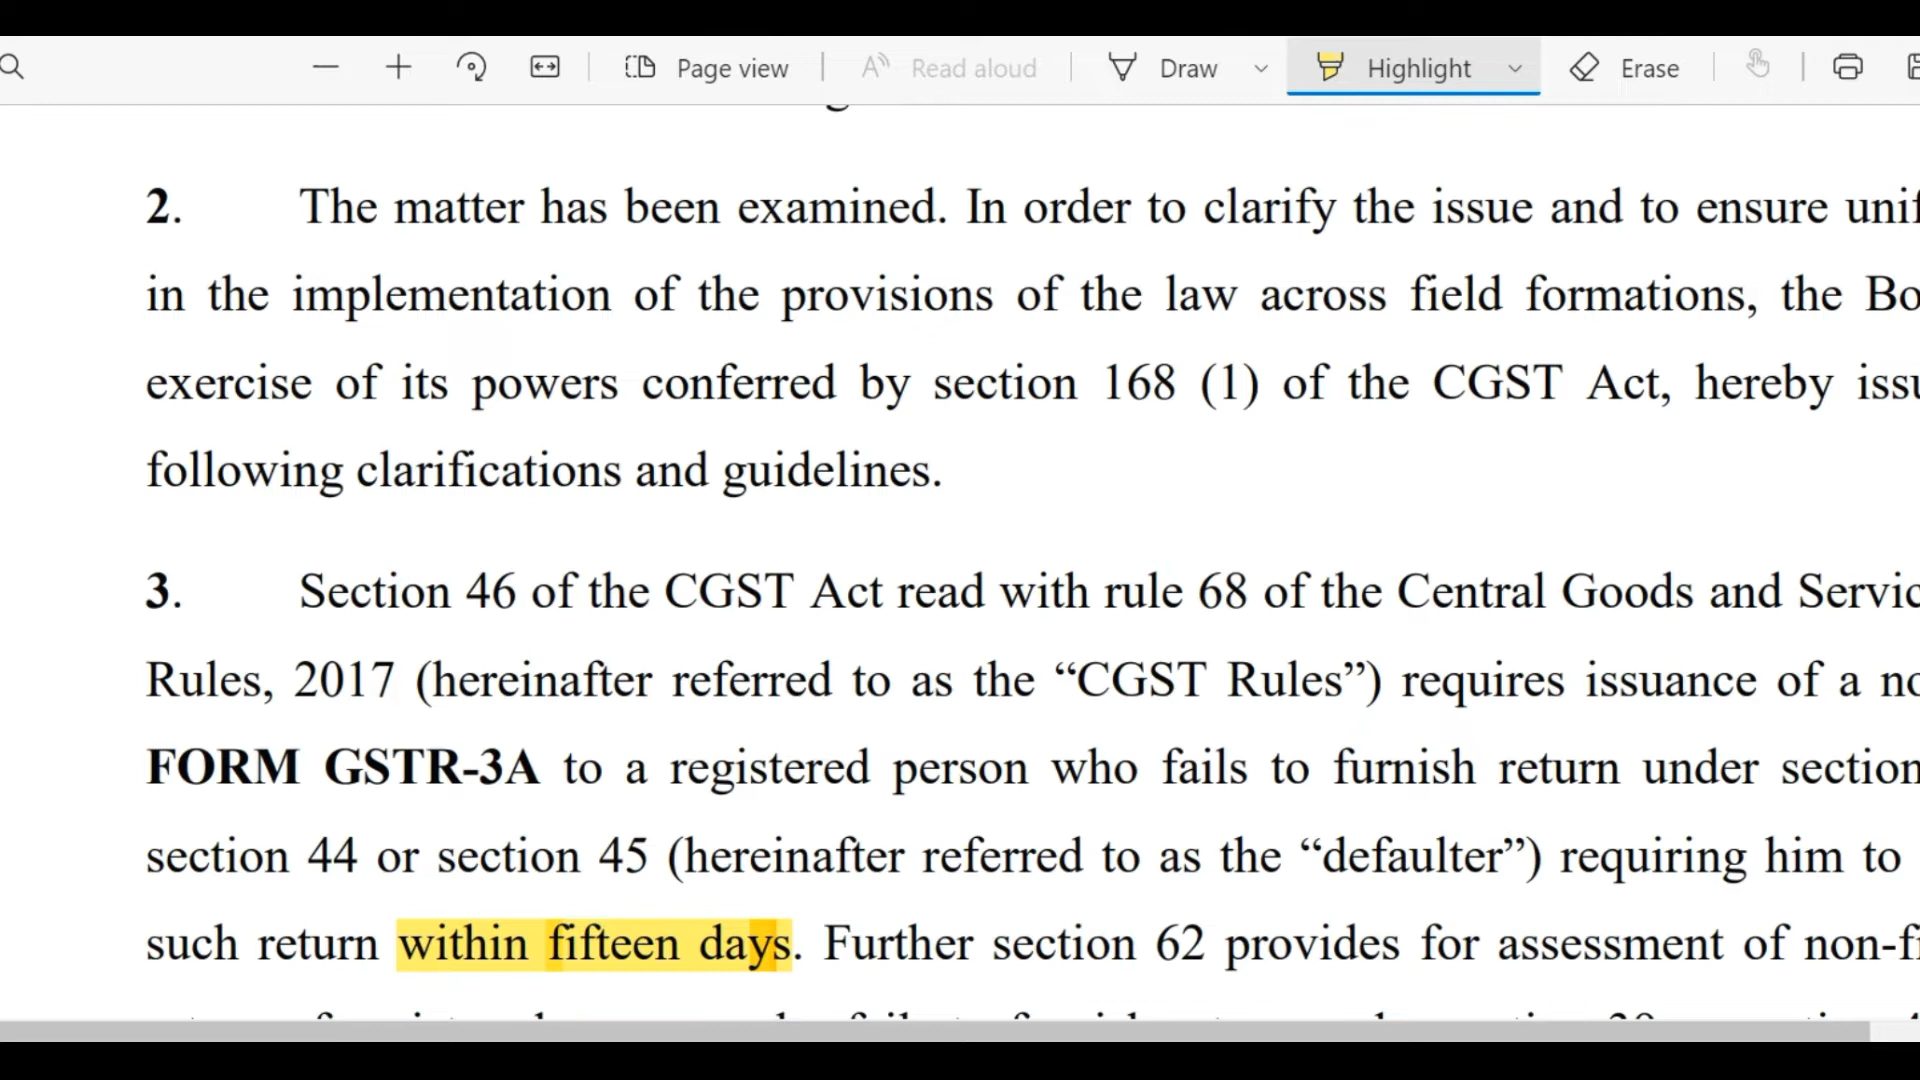 Page view Read aloud Draw Highlight Erase
2. The matter has been examined. In order to clarify the issue and to ensure
in the implementation of the provisions of the law across field formations, the
exercise of its powers conferred by section 168 (1) of the CGST Act, hereby
following clarifications and guidelines.
3. Section 46 of the CGST Act read with rule 68 of the Central Goods and
Rules, 2017 (hereinafter referred to as the “CGST Rules”) requires issuance of a
FORM GSTR-3A to a registered person who fails to furnish return under section
section 44 or section 45 (hereinafter referred to as the “defaulter”) requiring him to
such return within fifteen days. Further section 62 provides for assessment of